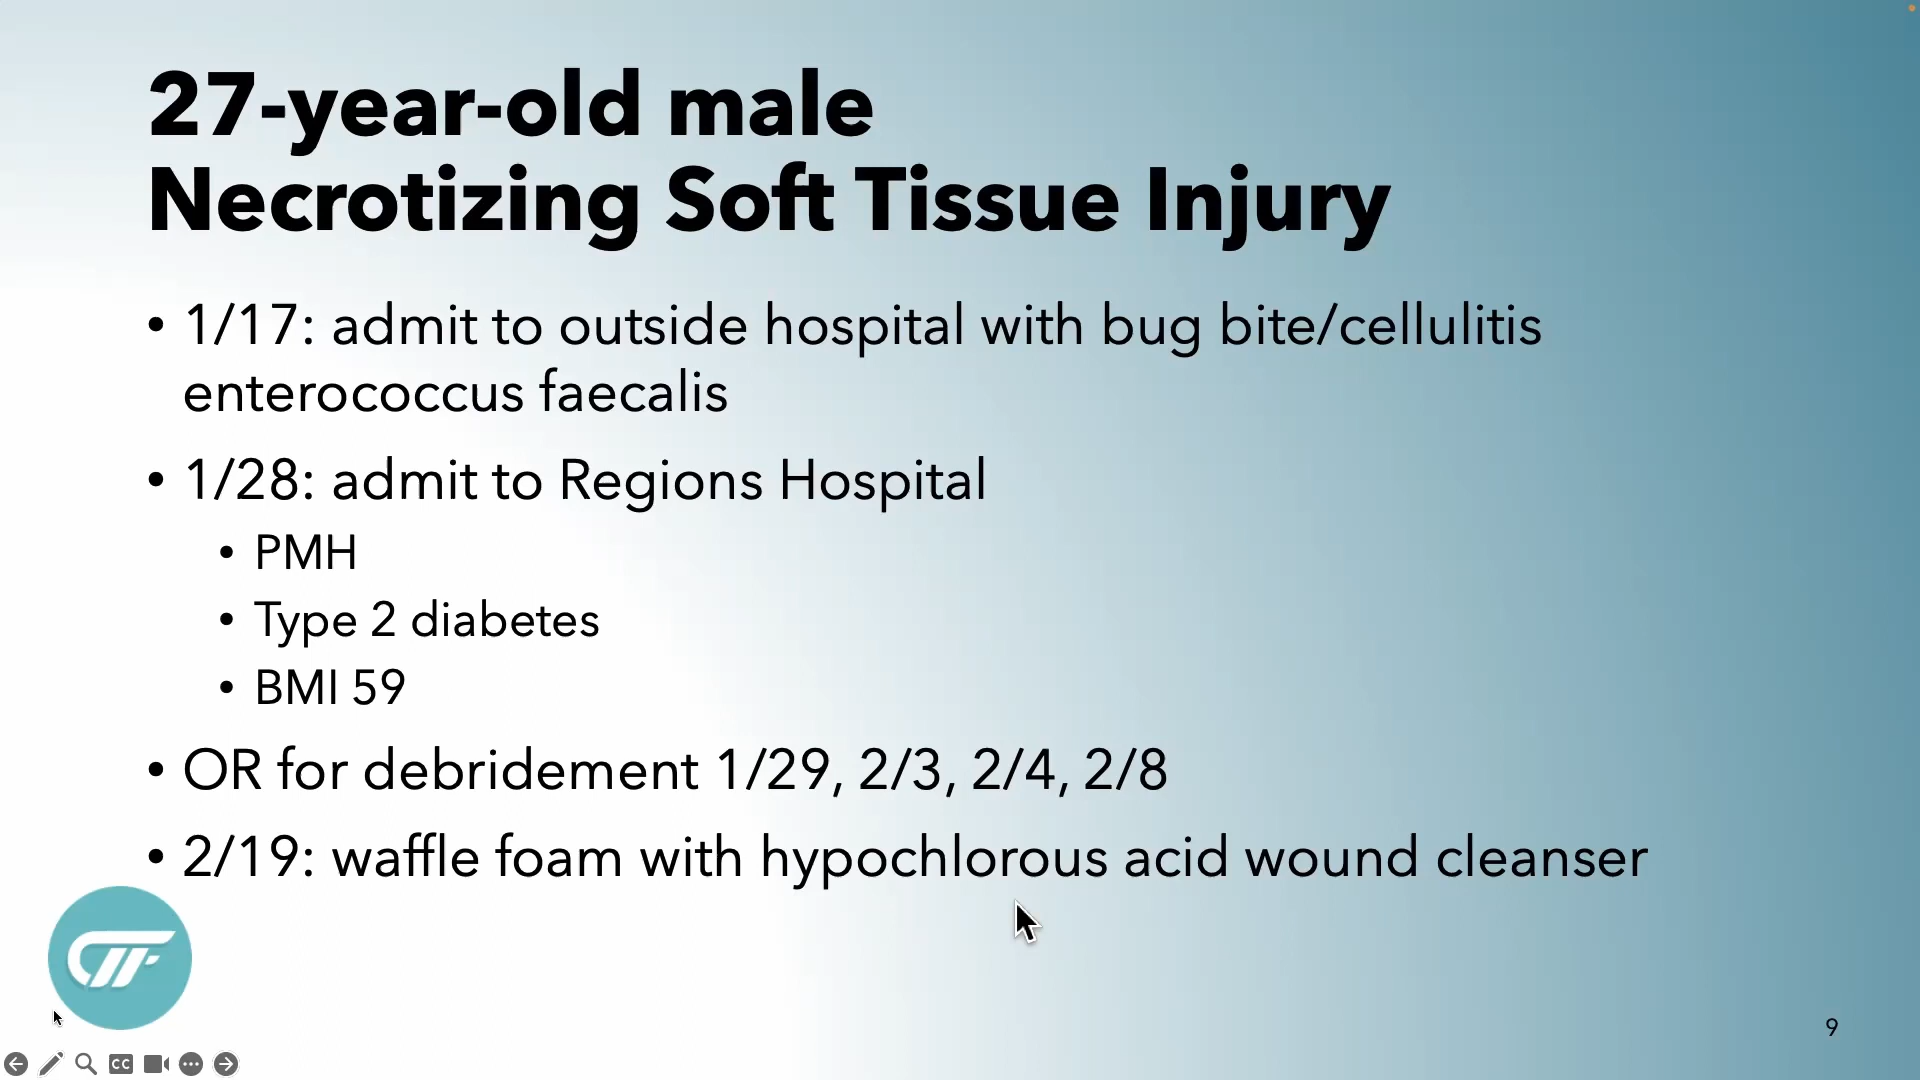 27-year-old male
Necrotizing Soft Tissue Injury
• 1/17: admit to outside hospital with bug bite/cellulitis
enterococcus faecalis
• 1/28: admit to Regions Hospital
• PMH
• Type 2 diabetes
• BMI 59
• OR for debridement 1/29, 2/3, 2/4, 2/8
• 2/19: waffle foam with hypochlorous acid wound cleanser
9
CC